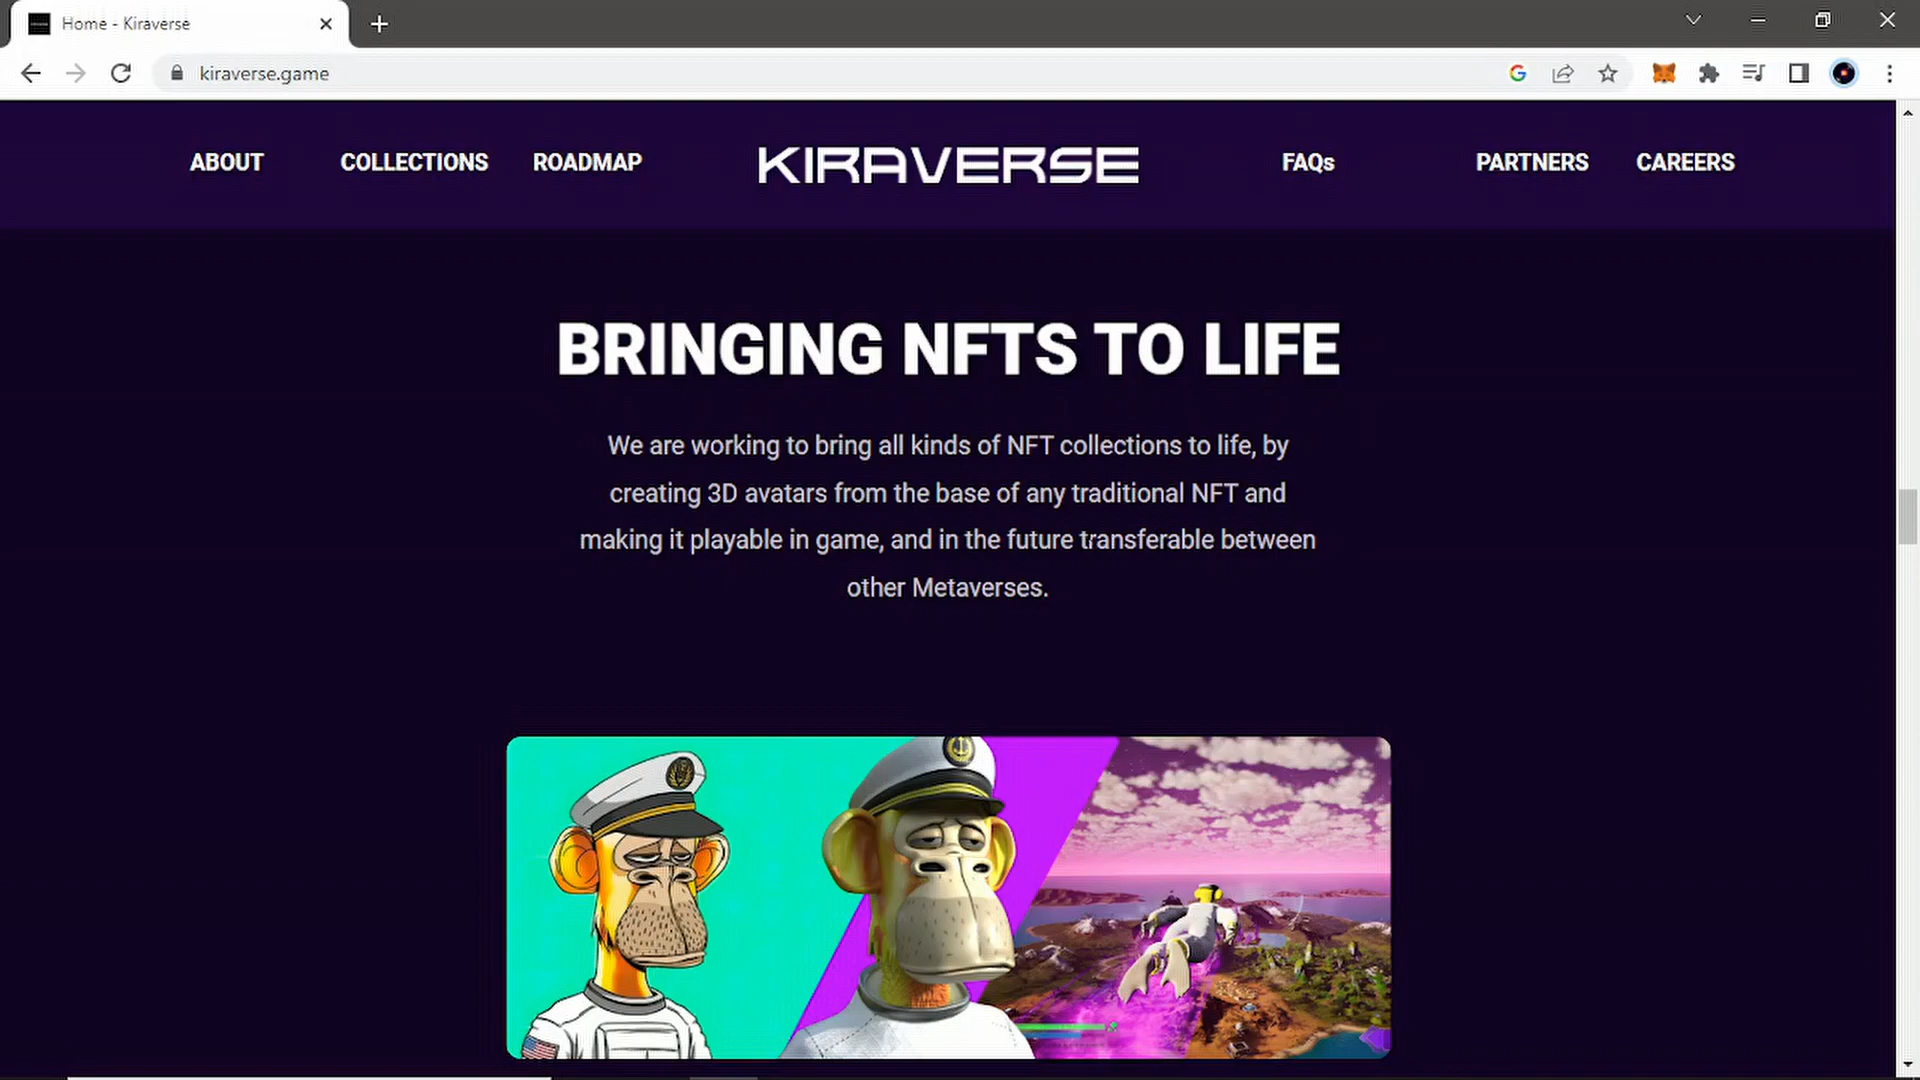 Home - Kiraverse
kiraverse.game
ABOUT COLLECTIONS ROADMAP KIRAVERSE FAQs PARTNERS CAREERS
BRINGING NFTS TO LIFE
We are working to bring all kinds of NFT collections to life, by
creating 3D avatars from the base of any traditional NFT and
making it playable in game, and in the future transferable between
other Metaverses.